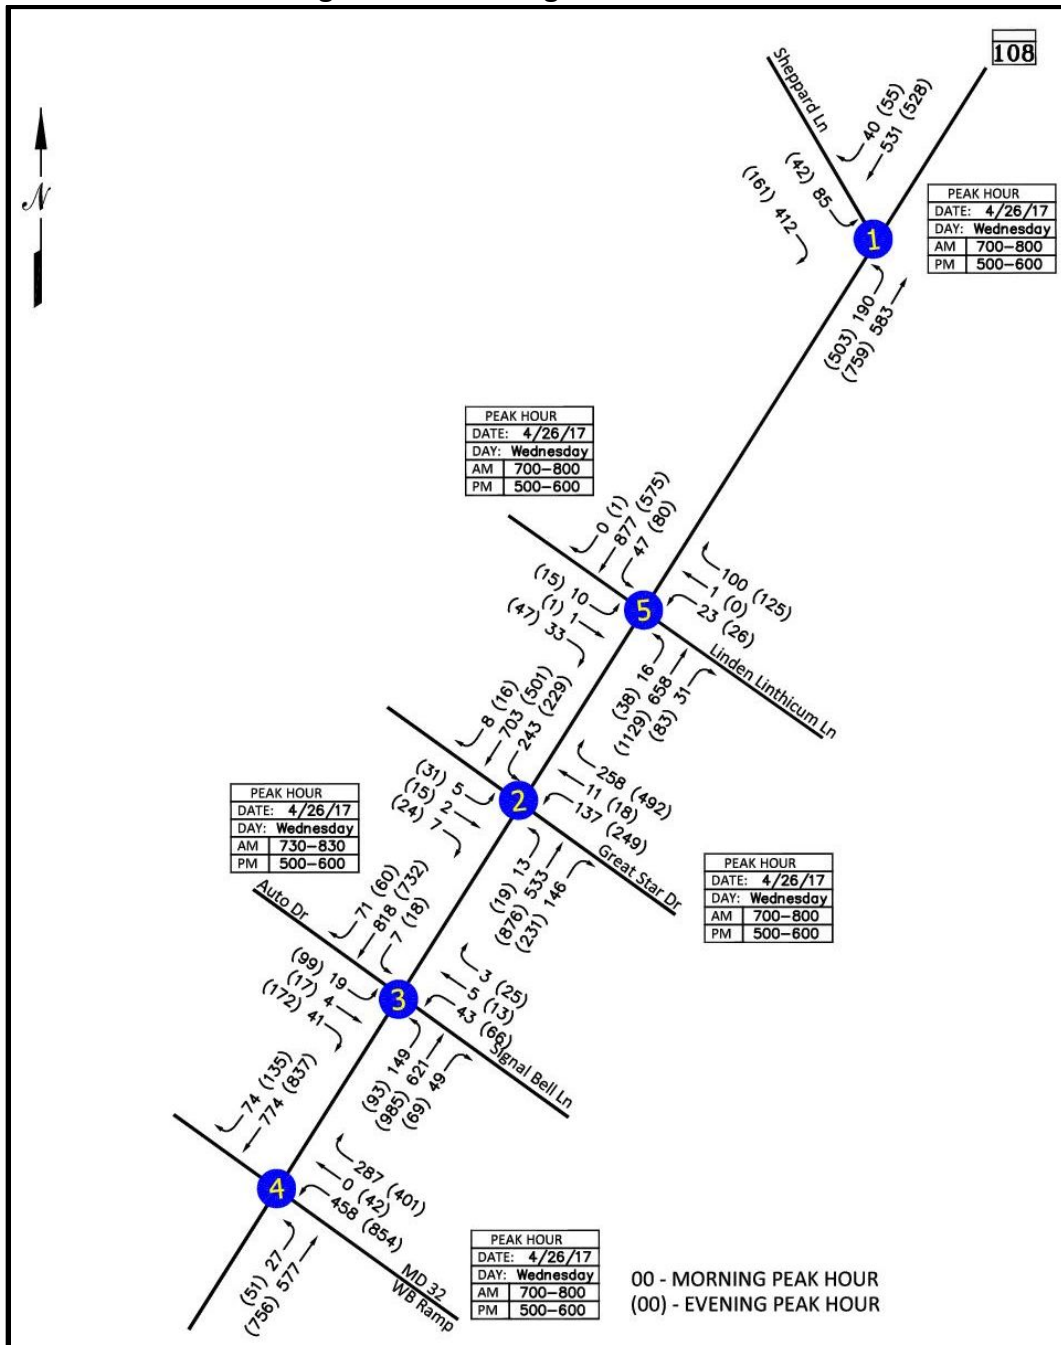 108
Sheppard Ln
40 (55)
531 (528)
(42) 85
(161) 412
1
PEAK HOUR
DATE: 4/26/17
DAY: Wednesday
AM 700-800
PM 500-600
(503) 190
(759) 583
N
PEAK HOUR
DATE: 4/26/17
DAY: Wednesday
AM 700-800
PM 500-600
0 (1)
877 (575)
47 (80)
(15) 10
(1) 1
(47) 33
5
100 (125)
1 (0)
23 (26)
Linden Linthicum Ln
(38) 16
(1129) 658
(83) 31
8 (16)
703 (501)
243 (229)
(31) 5
(15) 2
(24) 7
2
258 (492)
11 (18)
137 (249)
Great Star Dr
(19) 13
(876) 533
(231) 146
PEAK HOUR
DATE: 4/26/17
DAY: Wednesday
AM 730-830
PM 500-600
PEAK HOUR
DATE: 4/26/17
DAY: Wednesday
AM 700-800
PM 500-600
Auto Dr
71 (60)
818 (732)
7 (18)
(99) 19
(17) 4
(172) 41
3
3 (25)
5 (13)
43 (66)
Signal Bell Ln
(93) 149
(985) 621
(69) 49
74 (135)
774 (837)
4
287 (401)
0 (42)
458 (854)
MD 32
WB Ramp
(51) 27
(756) 577
PEAK HOUR
DATE: 4/26/17
DAY: Wednesday
AM 700-800
PM 500-600
00 - MORNING PEAK HOUR
(00) - EVENING PEAK HOUR